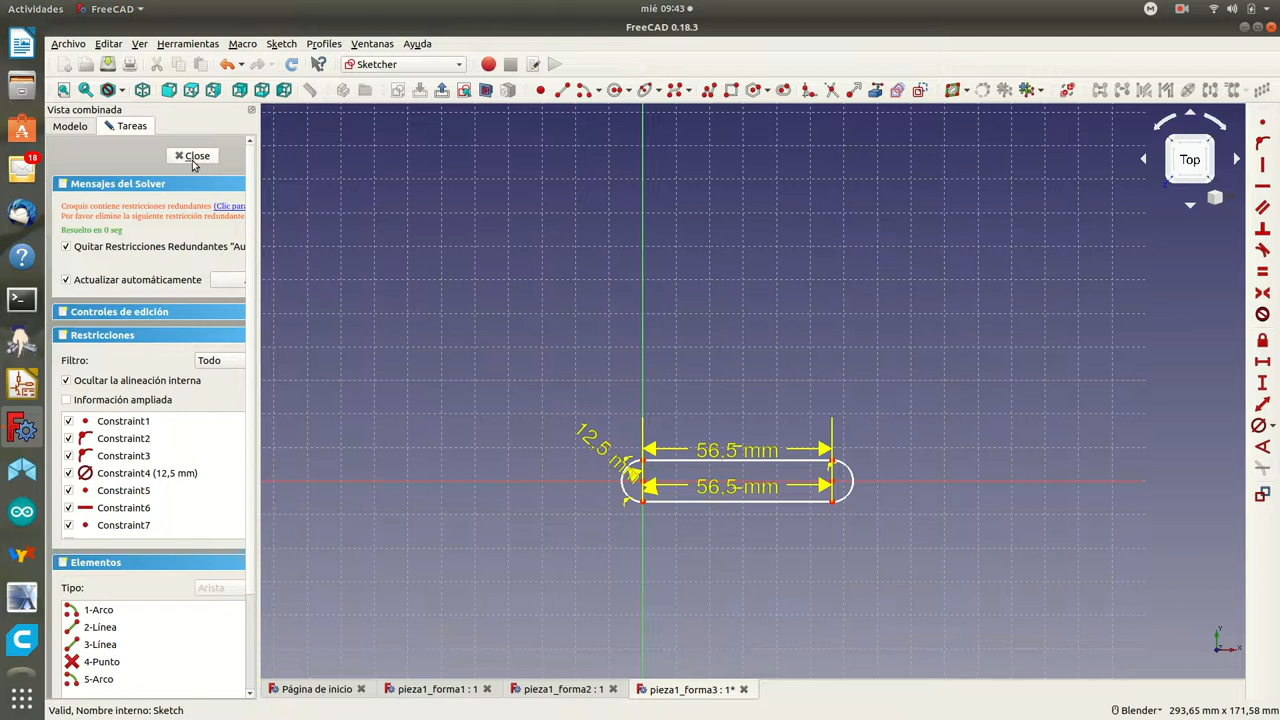 Actividades FreeCAD mié 09:43
FreeCAD 0.18.3
Archivo Editar Ver Herramientas Macro Sketch Profiles Ventanas Ayuda
Sketcher
Vista combinada
Modelo Tareas
Close
Mensajes del Solver
Croquis contiene restricciones redundantes (Clic para
Por favor elimine la siguiente restricción redundante
Resuelto en 0 seg
Quitar Restricciones Redundantes "Au
Actualizar automáticamente
Controles de edición
Restricciones
Filtro: Todo
Ocultar la alineación interna
Información ampliada
Constraint1
Constraint2
Constraint3
Constraint4 (12,5 mm)
Constraint5
Constraint6
Constraint7
Elementos
Tipo: Arista
1-Arco
2-Línea
3-Línea
4-Punto
5-Arco
18
Top
56,5 mm
56,5 mm
Página de inicio pieza1_forma1 : 1 pieza1_forma2 : 1 pieza1_forma3 : 1*
Valid, Nombre interno: Sketch Blender 293,65 mm x 171,58 mm